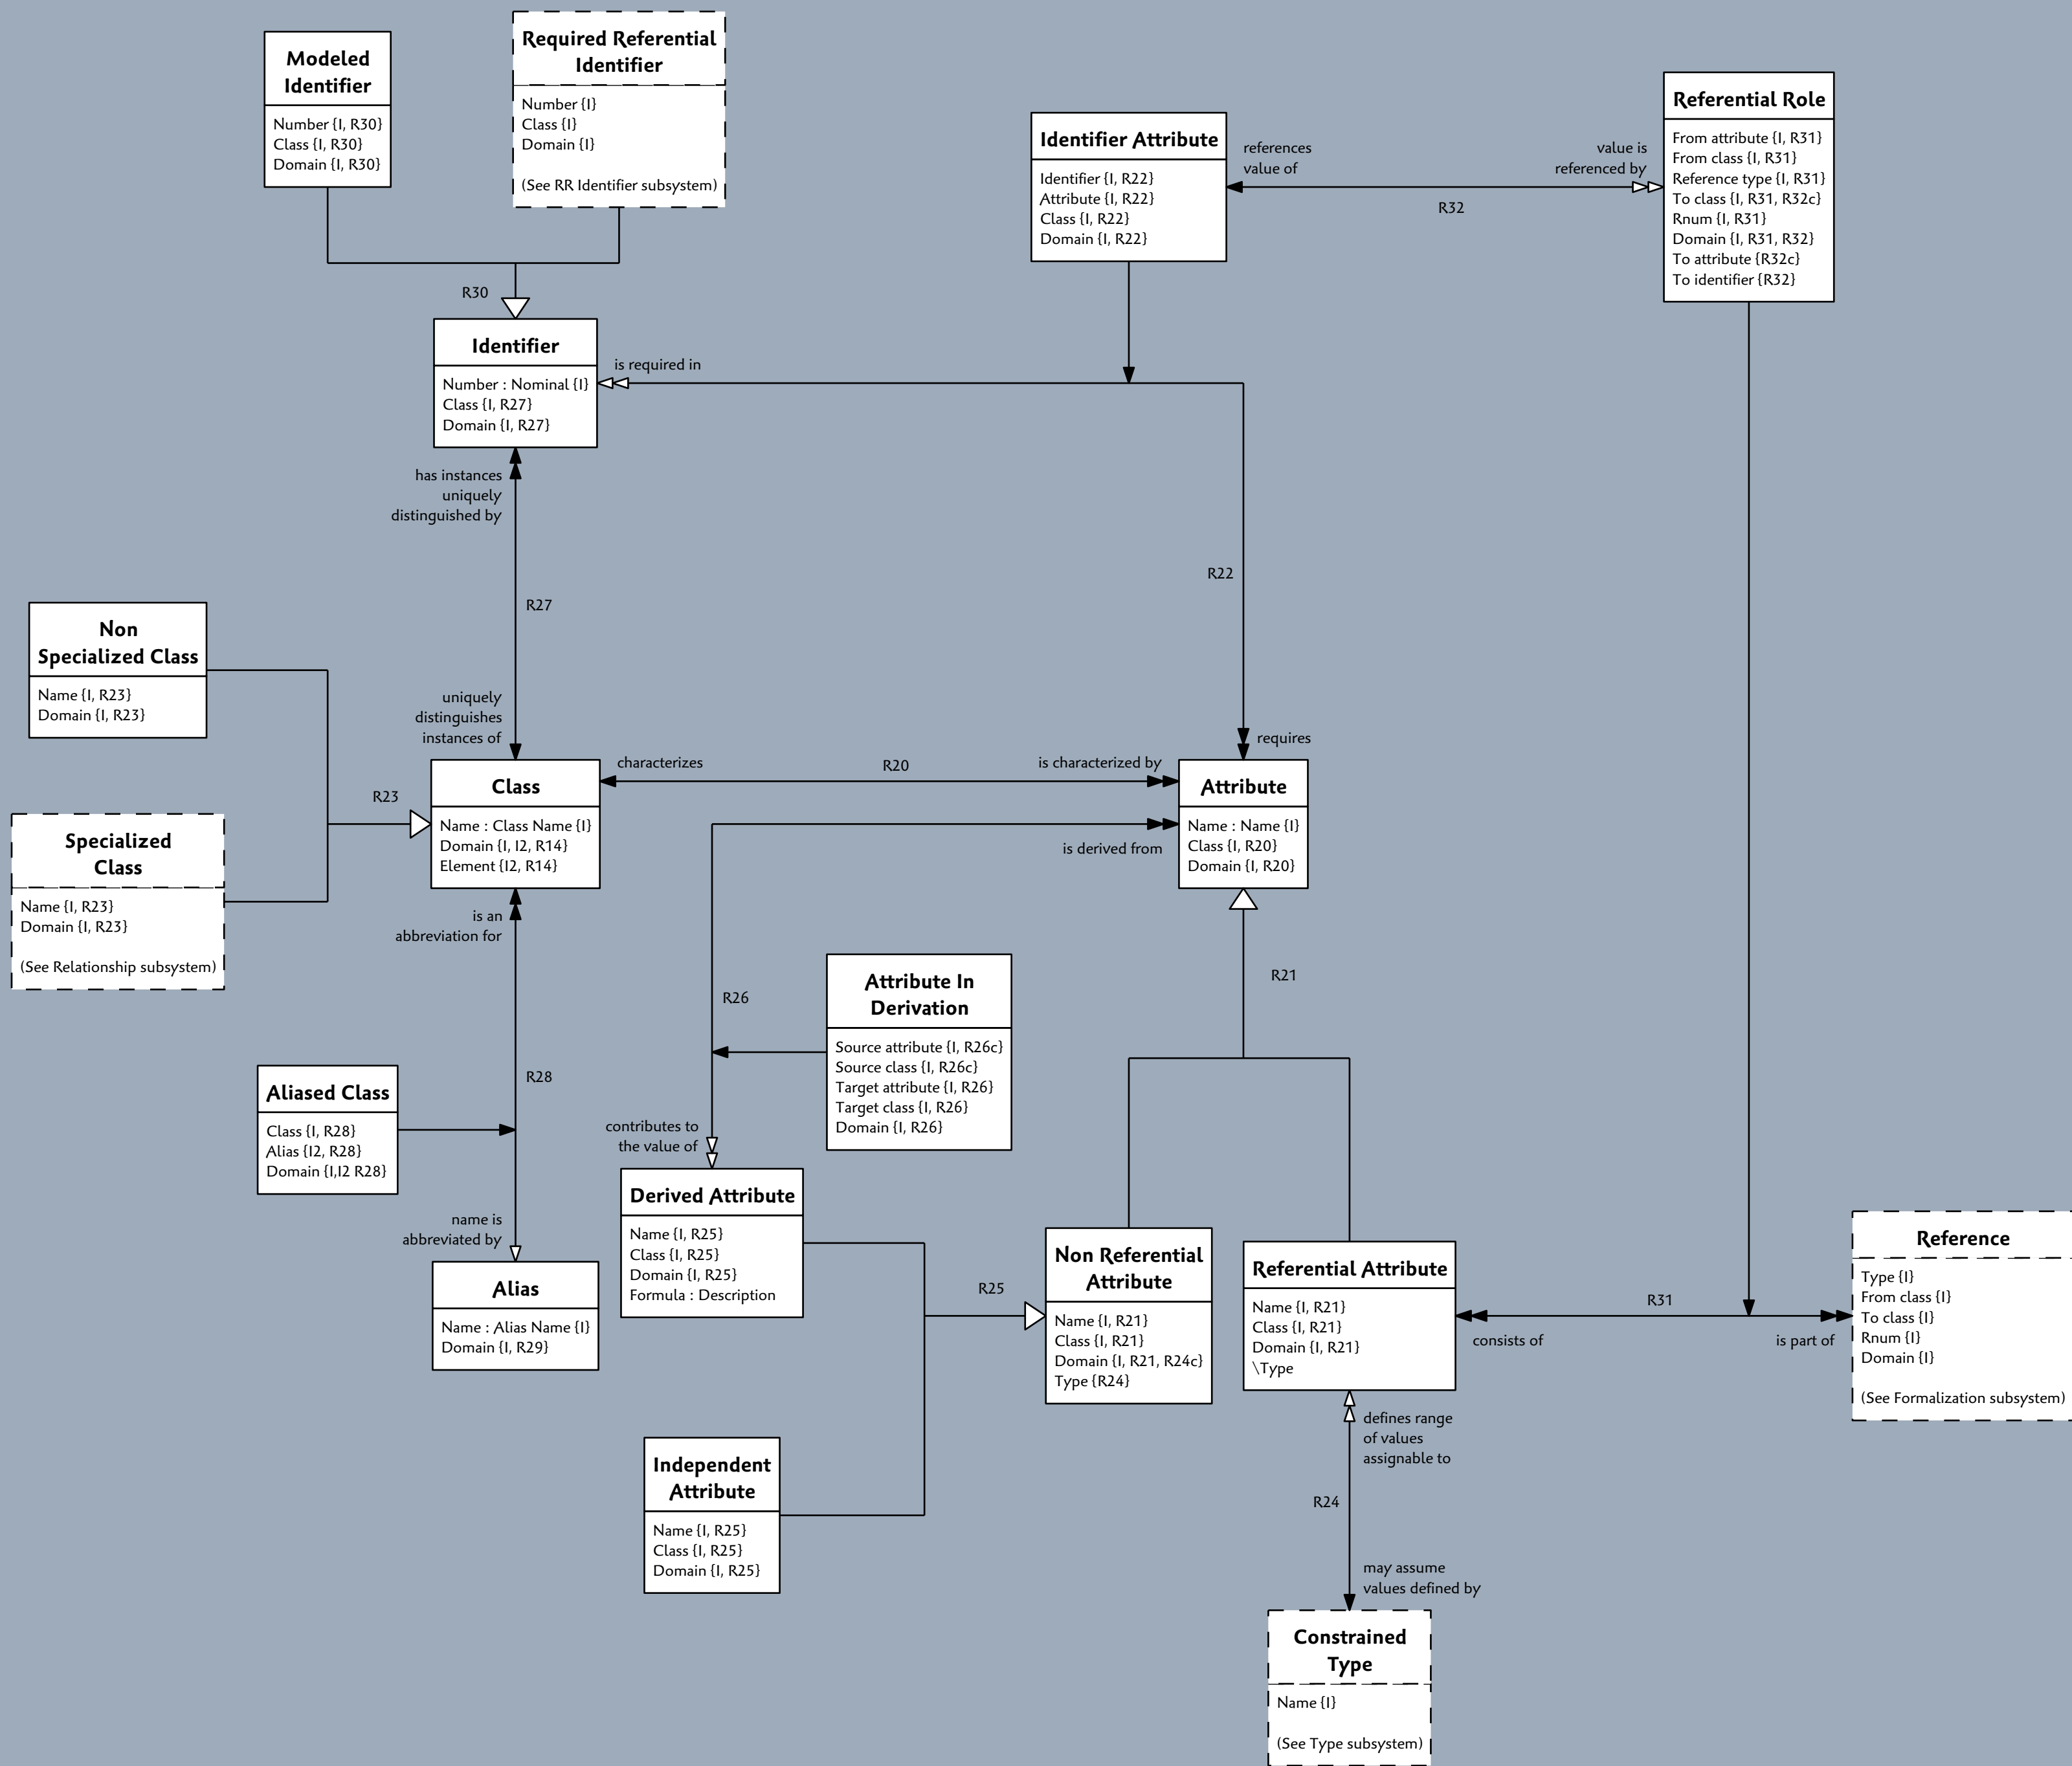 Modeled
Identifier
Number {I, R30}
Class {I, R30}
Domain {I, R30}
Required Referential
Identifier
Number {I}
Class {I}
Domain {I}
(See RR Identifier subsystem)
R30
Identifier
Number : Nominal {I}
Class {I, R27}
Domain {I, R27}
is required in
Identifier Attribute
Identifier {I, R22}
Attribute {I, R22}
Class {I, R22}
Domain {I, R22}
references
value of
R32
value is
referenced by
Referential Role
From attribute {I, R31}
From class {I, R31}
Reference type {I, R31}
To class {I, R31, R32c}
Rnum {I, R31}
Domain {I, R31, R32}
To attribute {R32c}
To identifier {R32}
has instances
uniquely
distinguished by
R27
uniquely
distinguishes
instances of
R22
requires
Non
Specialized Class
Name {I, R23}
Domain {I, R23}
Specialized
Class
Name {I, R23}
Domain {I, R23}
(See Relationship subsystem)
R23
Class
Name : Class Name {I}
Domain {I, I2, R14}
Element {I2, R14}
characterizes
R20
is characterized by
Attribute
Name : Name {I}
Class {I, R20}
Domain {I, R20}
is derived from
is an
abbreviation for
R28
Aliased Class
Class {I, R28}
Alias {I2, R28}
Domain {I,I2 R28}
name is
abbreviated by
Alias
Name : Alias Name {I}
Domain {I, R29}
R26
Attribute In
Derivation
Source attribute {I, R26c}
Source class {I, R26c}
Target attribute {I, R26}
Target class {I, R26}
Domain {I, R26}
contributes to
the value of
Derived Attribute
Name {I, R25}
Class {I, R25}
Domain {I, R25}
Formula : Description
R21
R25
Non Referential
Attribute
Name {I, R21}
Class {I, R21}
Domain {I, R21, R24c}
Type {R24}
Independent
Attribute
Name {I, R25}
Class {I, R25}
Domain {I, R25}
Referential Attribute
Name {I, R21}
Class {I, R21}
Domain {I, R21}
\Type
consists of
R31
is part of
Reference
Type {I}
From class {I}
To class {I}
Rnum {I}
Domain {I}
(See Formalization subsystem)
defines range
of values
assignable to
R24
may assume
values defined by
Constrained
Type
Name {I}
(See Type subsystem)